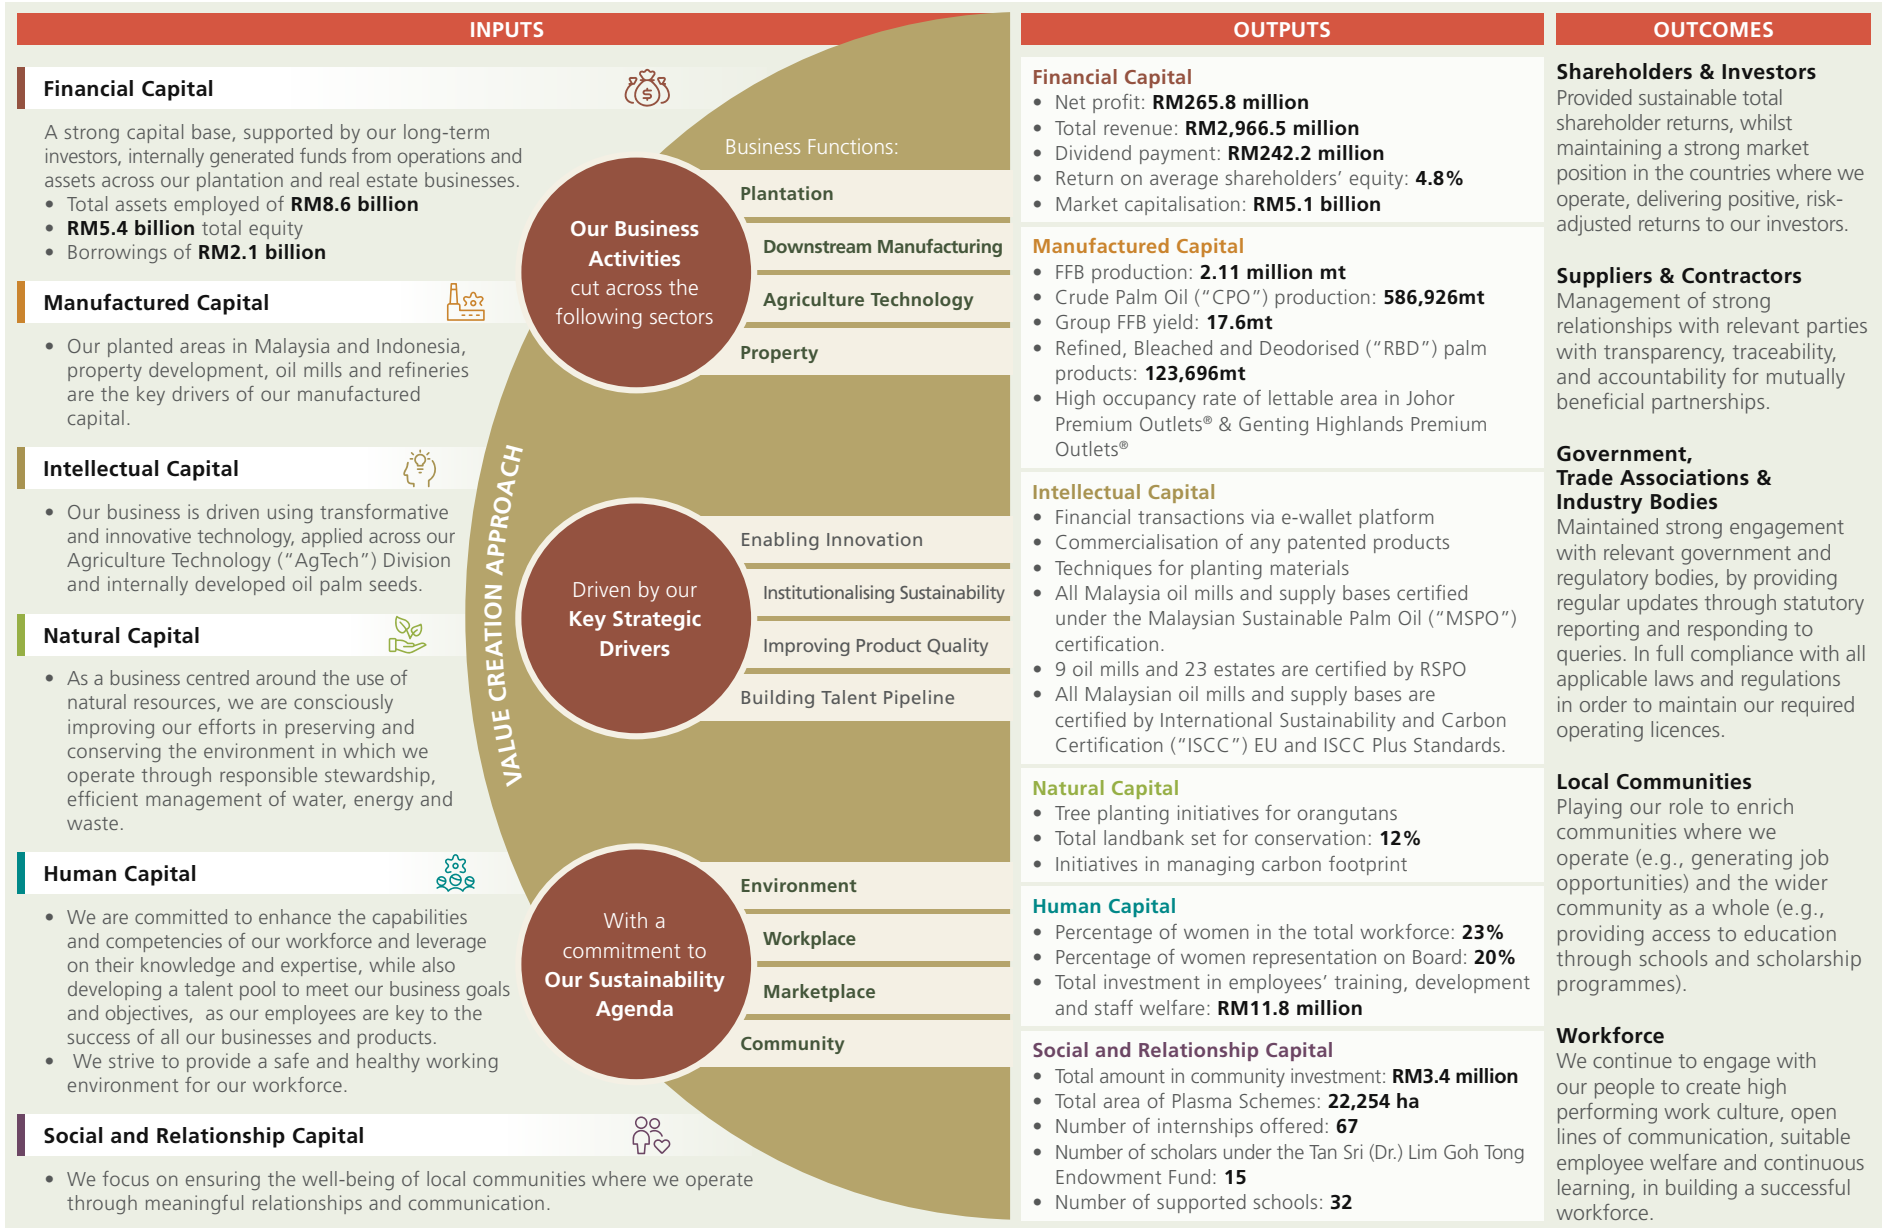 INPUTS
Financial Capital
A strong capital base, supported by our long-term
investors, internally generated funds from operations and
assets across our plantation and real estate businesses.
• Total assets employed of RM8.6 billion
• RM5.4 billion total equity
• Borrowings of RM2.1 billion
Manufactured Capital
• Our planted areas in Malaysia and Indonesia,
property development, oil mills and refineries
are the key drivers of our manufactured
capital.
Intellectual Capital
• Our business is driven using transformative
and innovative technology, applied across our
Agriculture Technology (“AgTech”) Division
and internally developed oil palm seeds.
Natural Capital
• As a business centred around the use of
natural resources, we are consciously
improving our efforts in preserving and
conserving the environment in which we
operate through responsible stewardship,
efficient management of water, energy and
waste.
Human Capital
• We are committed to enhance the capabilities
and competencies of our workforce and leverage
on their knowledge and expertise, while also
developing a talent pool to meet our business goals
and objectives, as our employees are key to the
success of all our businesses and products.
• We strive to provide a safe and healthy working
environment for our workforce.
Social and Relationship Capital
• We focus on ensuring the well-being of local communities where we operate
through meaningful relationships and communication.
VALUE CREATION APPROACH
Our Business
Activities
cut across the
following sectors
Business Functions:
Plantation
Downstream Manufacturing
Agriculture Technology
Property
Driven by our
Key Strategic
Drivers
Enabling Innovation
Institutionalising Sustainability
Improving Product Quality
Building Talent Pipeline
With a
commitment to
Our Sustainability
Agenda
Environment
Workplace
Marketplace
Community
OUTPUTS
Financial Capital
• Net profit: RM265.8 million
• Total revenue: RM2,966.5 million
• Dividend payment: RM242.2 million
• Return on average shareholders’ equity: 4.8%
• Market capitalisation: RM5.1 billion
Manufactured Capital
• FFB production: 2.11 million mt
• Crude Palm Oil (“CPO”) production: 586,926mt
• Group FFB yield: 17.6mt
• Refined, Bleached and Deodorised (“RBD”) palm
products: 123,696mt
• High occupancy rate of lettable area in Johor
Premium Outlets® & Genting Highlands Premium
Outlets®
Intellectual Capital
• Financial transactions via e-wallet platform
• Commercialisation of any patented products
• Techniques for planting materials
• All Malaysia oil mills and supply bases certified
under the Malaysian Sustainable Palm Oil (“MSPO”)
certification.
• 9 oil mills and 23 estates are certified by RSPO
• All Malaysian oil mills and supply bases are
certified by International Sustainability and Carbon
Certification (“ISCC”) EU and ISCC Plus Standards.
Natural Capital
• Tree planting initiatives for orangutans
• Total landbank set for conservation: 12%
• Initiatives in managing carbon footprint
Human Capital
• Percentage of women in the total workforce: 23%
• Percentage of women representation on Board: 20%
• Total investment in employees’ training, development
and staff welfare: RM11.8 million
Social and Relationship Capital
• Total amount in community investment: RM3.4 million
• Total area of Plasma Schemes: 22,254 ha
• Number of internships offered: 67
• Number of scholars under the Tan Sri (Dr.) Lim Goh Tong
Endowment Fund: 15
• Number of supported schools: 32
OUTCOMES
Shareholders & Investors
Provided sustainable total
shareholder returns, whilst
maintaining a strong market
position in the countries where we
operate, delivering positive, risk-
adjusted returns to our investors.
Suppliers & Contractors
Management of strong
relationships with relevant parties
with transparency, traceability,
and accountability for mutually
beneficial partnerships.
Government,
Trade Associations &
Industry Bodies
Maintained strong engagement
with relevant government and
regulatory bodies, by providing
regular updates through statutory
reporting and responding to
queries. In full compliance with all
applicable laws and regulations
in order to maintain our required
operating licences.
Local Communities
Playing our role to enrich
communities where we
operate (e.g., generating job
opportunities) and the wider
community as a whole (e.g.,
providing access to education
through schools and scholarship
programmes).
Workforce
We continue to engage with
our people to create high
performing work culture, open
lines of communication, suitable
employee welfare and continuous
learning, in building a successful
workforce.